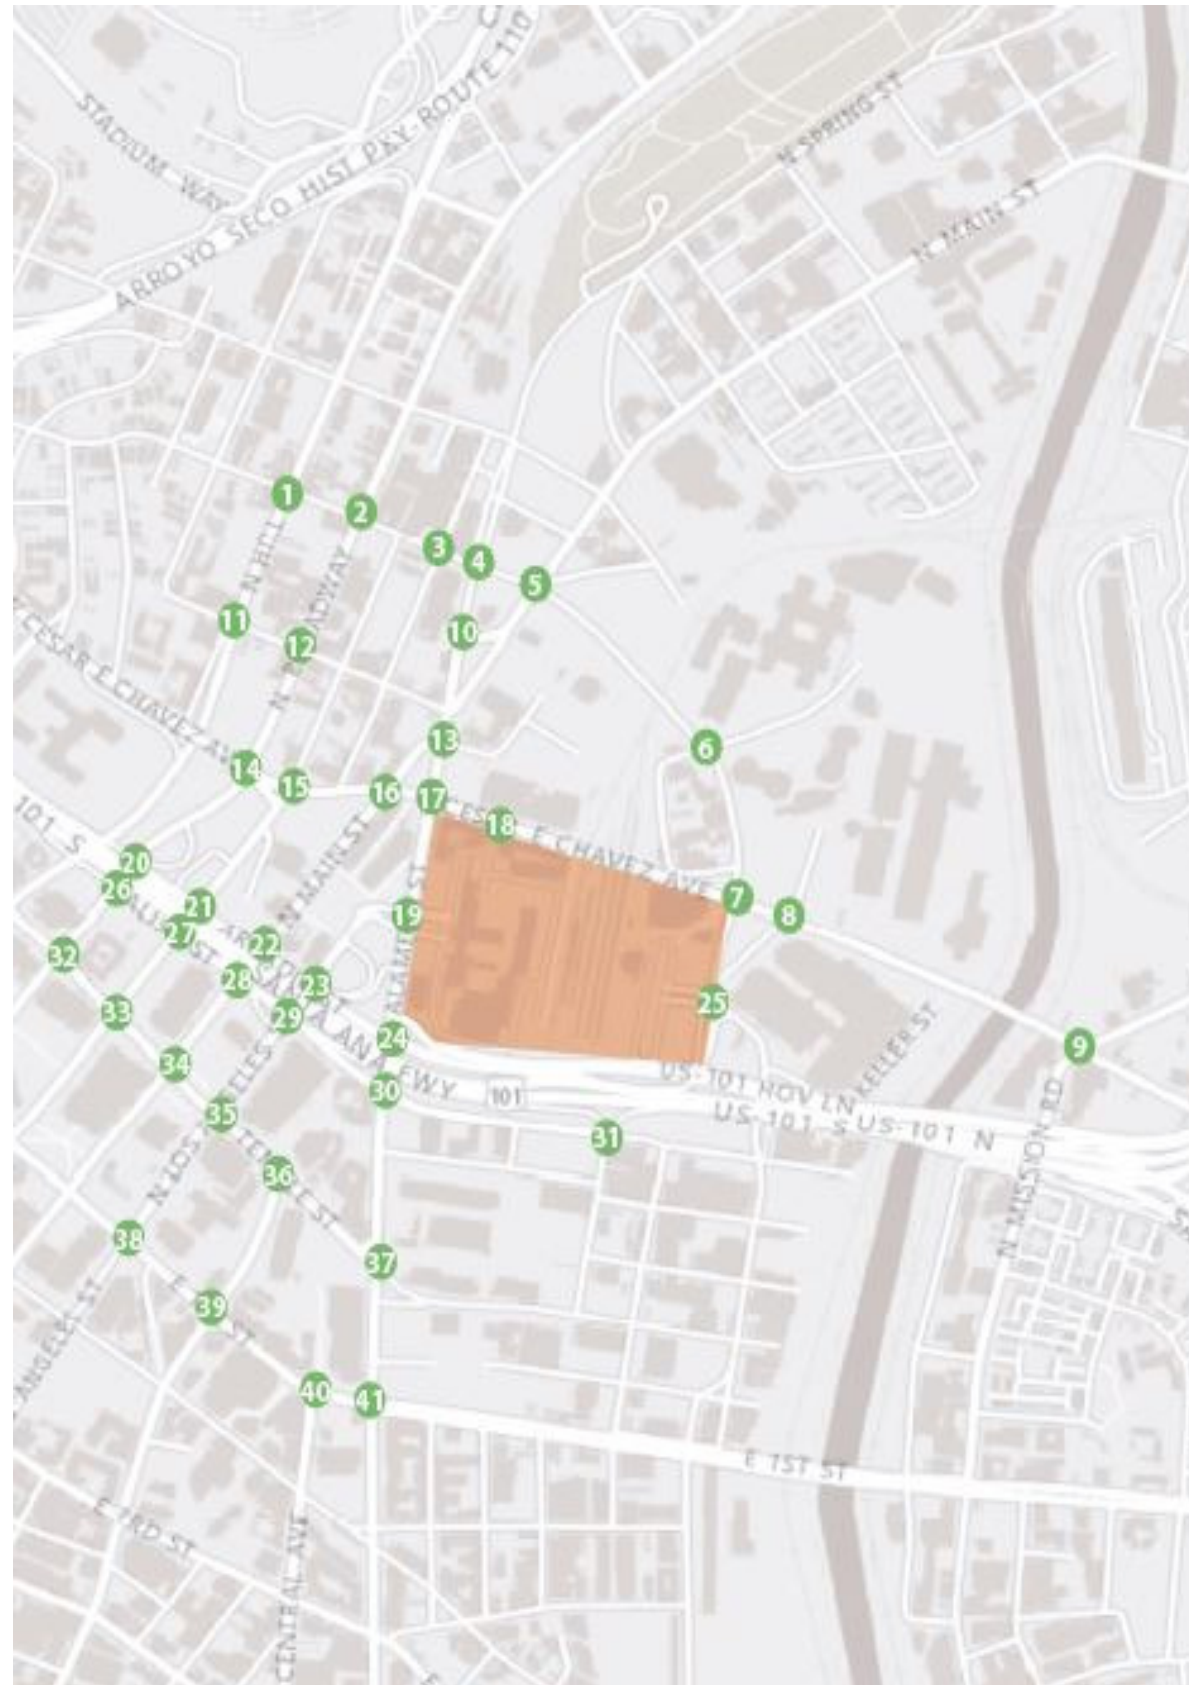 STADIUM WAY
ARROYO SECO HIST PKY-ROUTE 110
N SPRING ST
N MAIN ST
1
2
3
4
5
N HILL
11
12
10
CESAR E CHAVEZ AV
6
13
14
15
16
17
18
CESAR E CHAVEZ AVE
7
8
101 S
N MAIN ST
20
26
21
27
19
22
28
23
29
32
33
25
24
KELLER ST
9
FWY
101
US-101 HOV LN
US-101 S
US-101 N
30
34
31
35
36
N MISSION RD
N LOS
TEMPLE ST
38
37
39
E 1ST ST
ANGELES ST
40
41
E 1ST ST
E 3RD ST
CENTRAL AVE